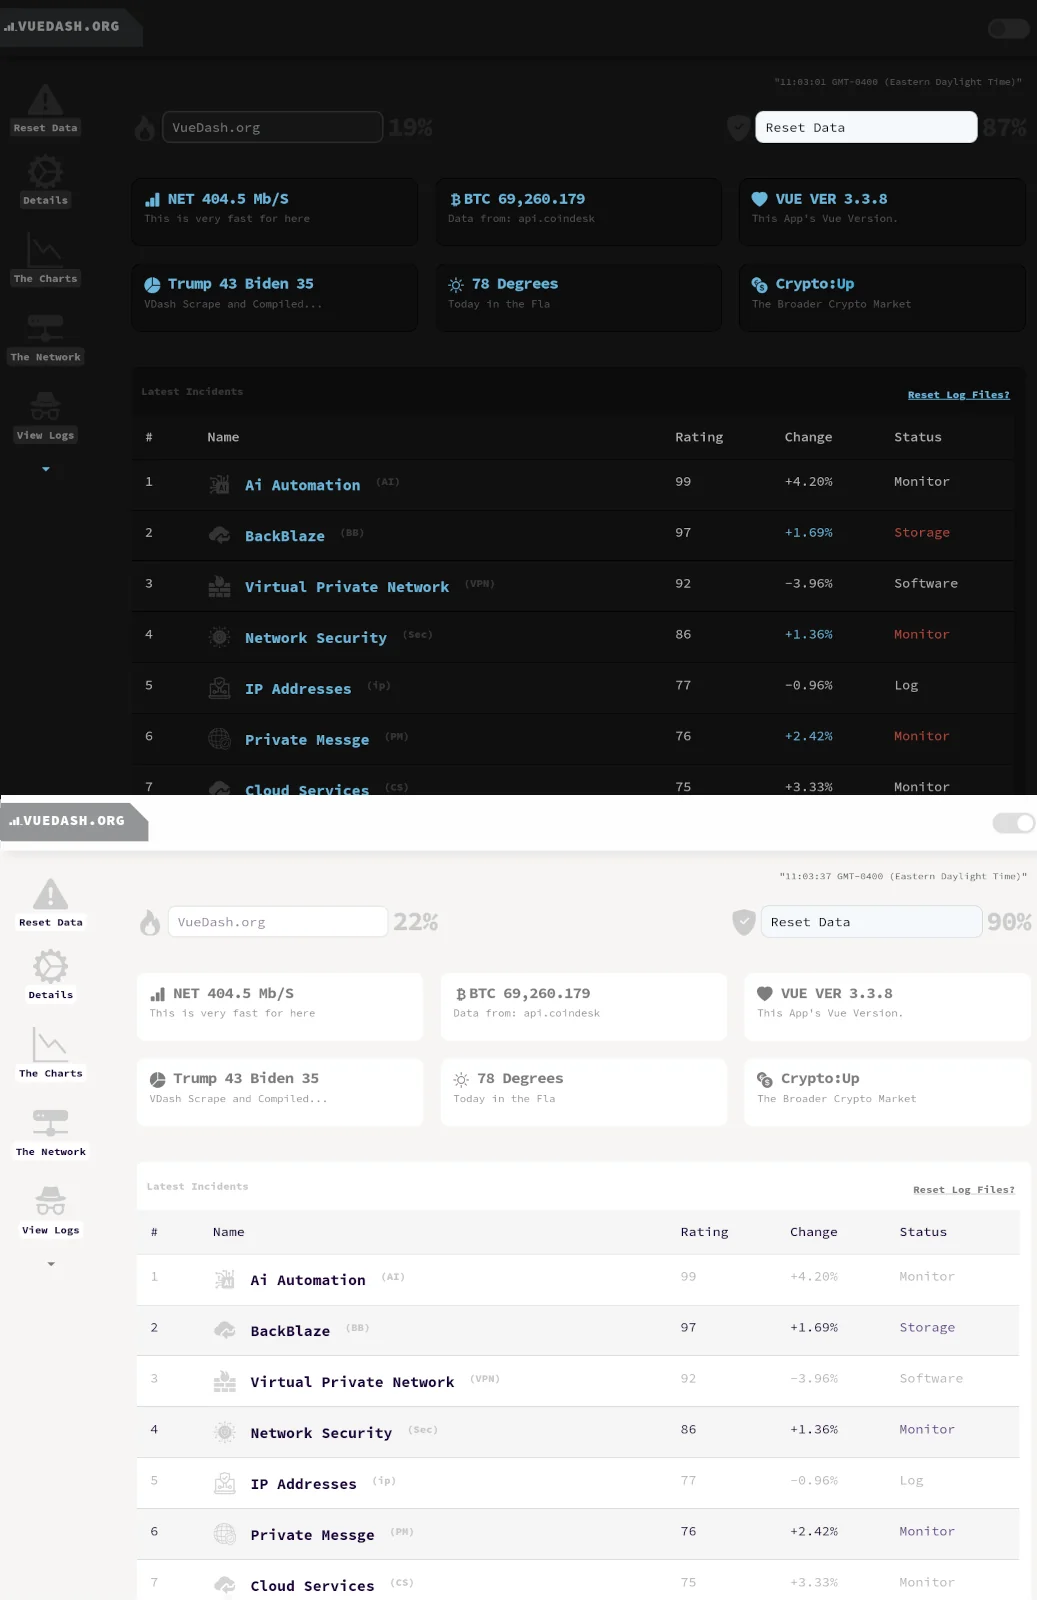 VUEDASH.ORG
"11:03:01 GMT-0400 (Eastern Daylight Time)"
Reset Data
VueDash.org 19% Reset Data 87%
Details
NET 404.5 Mb/S
This is very fast for here
BTC 69,260.179
Data from: api.coindesk
VUE VER 3.3.8
This App's Vue Version.
The Charts
Trump 43 Biden 35
VDash Scrape and Compiled...
78 Degrees
Today in the Fla
Crypto:Up
The Broader Crypto Market
The Network
View Logs
Latest Incidents
Reset Log Files?
# Name Rating Change Status
1 Ai Automation (AI) 99 +4.20% Monitor
2 BackBlaze (BB) 97 +1.69% Storage
3 Virtual Private Network (VPN) 92 -3.96% Software
4 Network Security (Sec) 86 +1.36% Monitor
5 IP Addresses (ip) 77 -0.96% Log
6 Private Messge (PM) 76 +2.42% Monitor
7 Cloud Services (CS) 75 +3.33% Monitor
VUEDASH.ORG
"11:03:37 GMT-0400 (Eastern Daylight Time)"
Reset Data
VueDash.org 22% Reset Data 90%
Details
NET 404.5 Mb/S
This is very fast for here
BTC 69,260.179
Data from: api.coindesk
VUE VER 3.3.8
This App's Vue Version.
The Charts
Trump 43 Biden 35
VDash Scrape and Compiled...
78 Degrees
Today in the Fla
Crypto:Up
The Broader Crypto Market
The Network
View Logs
Latest Incidents
Reset Log Files?
# Name Rating Change Status
1 Ai Automation (AI) 99 +4.20% Monitor
2 BackBlaze (BB) 97 +1.69% Storage
3 Virtual Private Network (VPN) 92 -3.96% Software
4 Network Security (Sec) 86 +1.36% Monitor
5 IP Addresses (ip) 77 -0.96% Log
6 Private Messge (PM) 76 +2.42% Monitor
7 Cloud Services (CS) 75 +3.33% Monitor